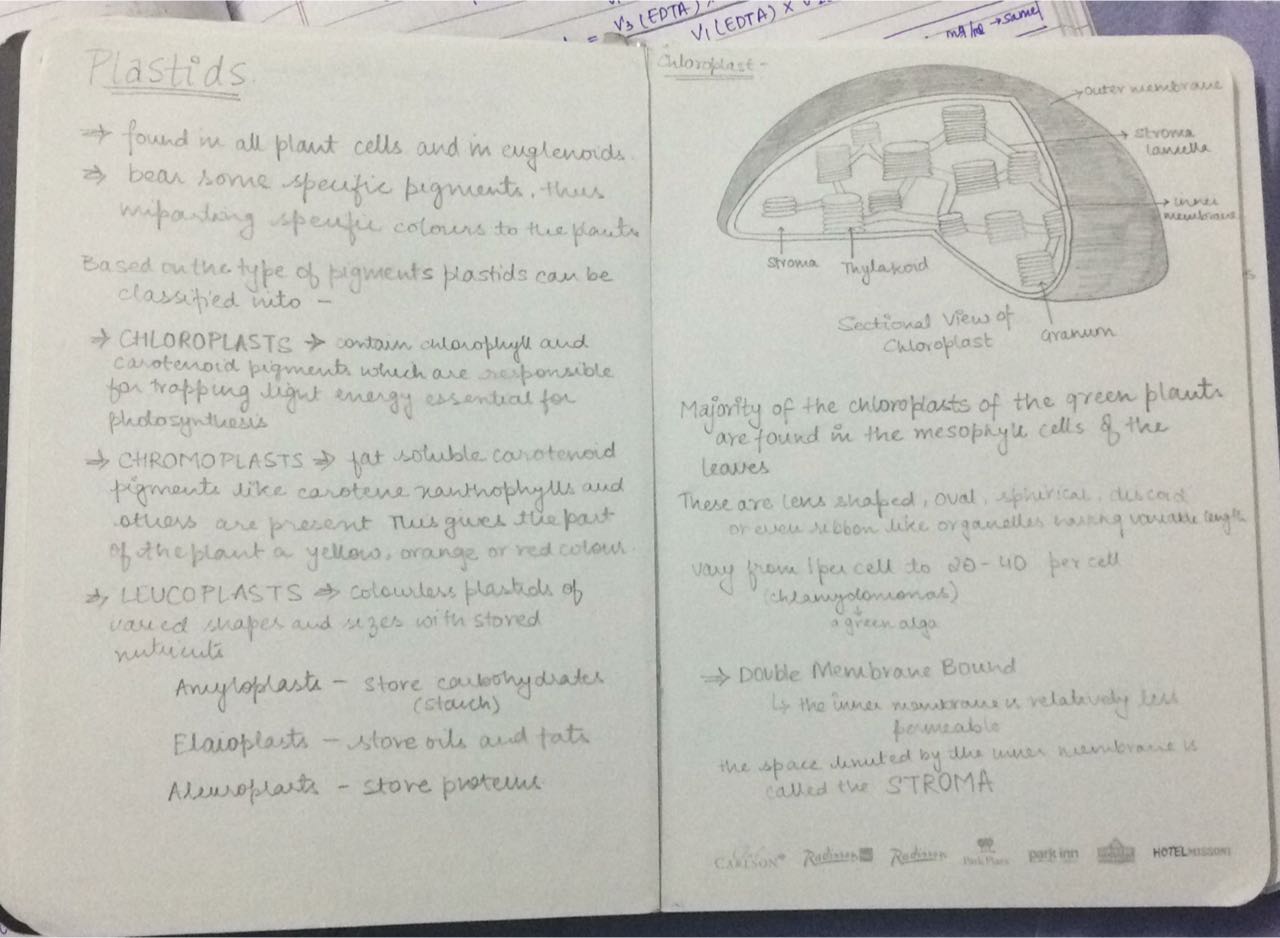 V3 (EDTA)
V1 (EDTA) X V
=
→ same
Plastids.
⇒ found in all plant cells and in euglenoids.
⇒ bear some specific pigments, thus
imparting specific colours to the plants
Based on the type of pigments plastids can be
classified into –
⇒ CHLOROPLASTS → contain chlorophyll and
carotenoid pigments which are responsible
for trapping light energy essential for
photosynthesis
⇒ CHROMOPLASTS ⇒ fat soluble carotenoid
pigments like carotene xanthophylls and
others are present This gives the part
of the plant a yellow, orange or red colour.
⇒ LEUCOPLASTS ⇒ colourless plastids of
varied shapes and sizes with stored
nutrients
Amyloplasts – store carbohydrates
(starch)
Elaioplasts – store oils and fats
Aleuroplasts – store proteins
Chloroplast –
outer membrane
stroma
lamella
inner
membrane
Stroma
Thylakoid
Granum
Sectional View of
Chloroplast
Majority of the chloroplasts of the green plants
are found in the mesophyll cells of the
leaves
These are lens shaped, oval, spherical, discoid
or even ribbon like organelles having variable length
vary from 1 per cell to 20 - 40 per cell
(chlamydomonas)
a green alga
⇒ Double Membrane Bound
↳ the inner membrane is relatively less
permeable
the space limited by the inner membrane is
called the STROMA
CARLSON Radisson Radisson Park Plaza park inn HOTEL MISSONI